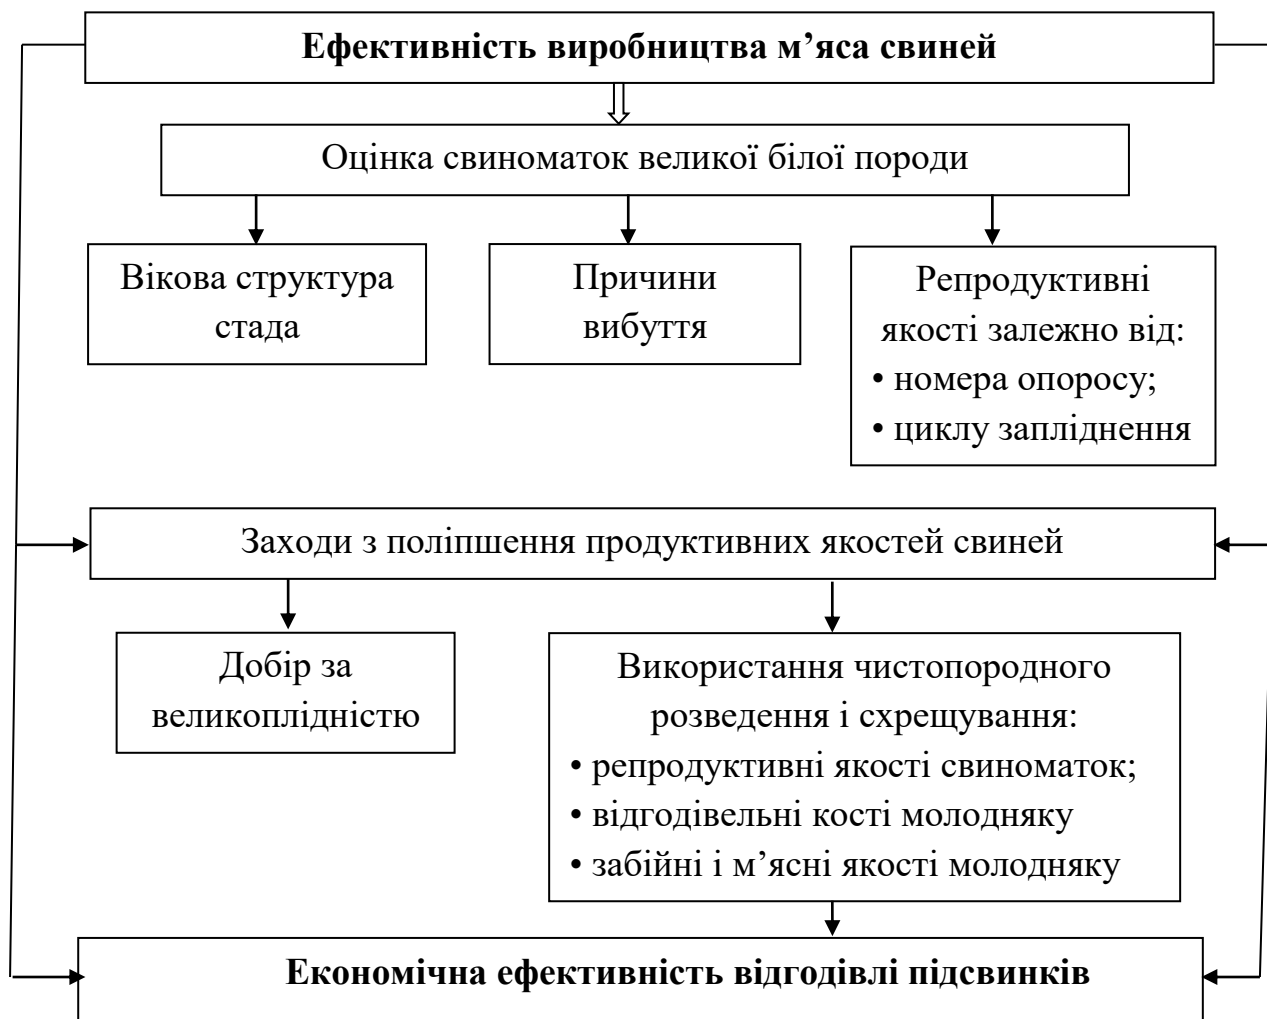 Ефективність виробництва м’яса свиней
Оцінка свиноматок великої білої породи
Вікова структура
стада
Причини
вибуття
Репродуктивні
якості залежно від:
• номера опоросу;
• циклу запліднення
Заходи з поліпшення продуктивних якостей свиней
Добір за
великоплідністю
Використання чистопородного
розведення і схрещування:
• репродуктивні якості свиноматок;
• відгодівельні кості молодняку
• забійні і м’ясні якості молодняку
Економічна ефективність відгодівлі підсвинків